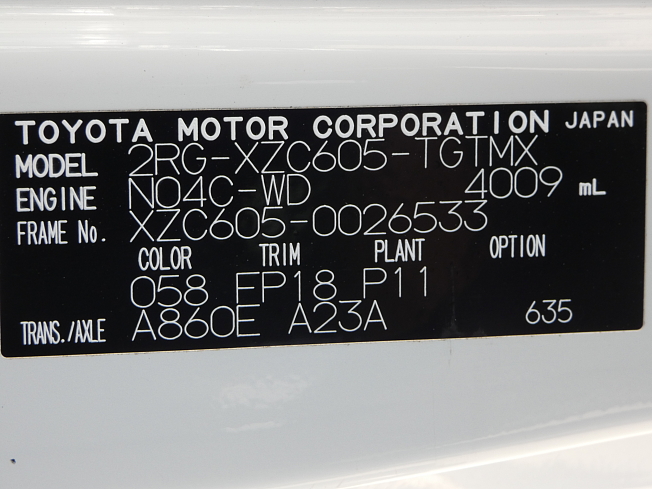 TOYOTA MOTOR CORPORATION JAPAN
MODEL 2RG-XZC605-TGTMX
ENGINE N04C-WD 4009 mL
FRAME No. XZC605-0026533
COLOR TRIM PLANT OPTION
058 FP18 P11
TRANS./AXLE A860E A23A 635